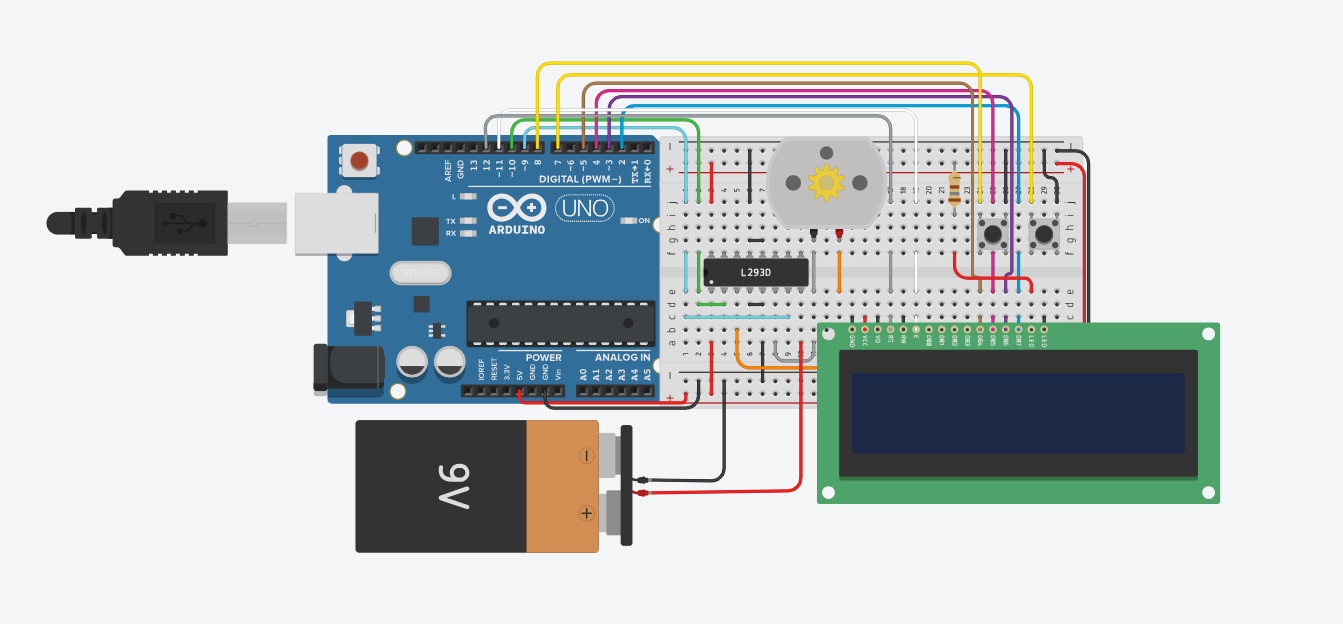 AREF
GND
13
12
~11
~10
~9
8
7
~6
~5
4
~3
2
TX→1
RX←0
DIGITAL (PWM~)
L
TX
RX
ARDUINO
UNO
ON
POWER
ANALOG IN
IOREF
RESET
3.3V
5V
GND
GND
Vin
A0
A1
A2
A3
A4
A5
L293D
GND
VCC
VO
RS
RW
E
DB0
DB1
DB2
DB3
DB4
DB5
DB6
DB7
LED
LED
9V